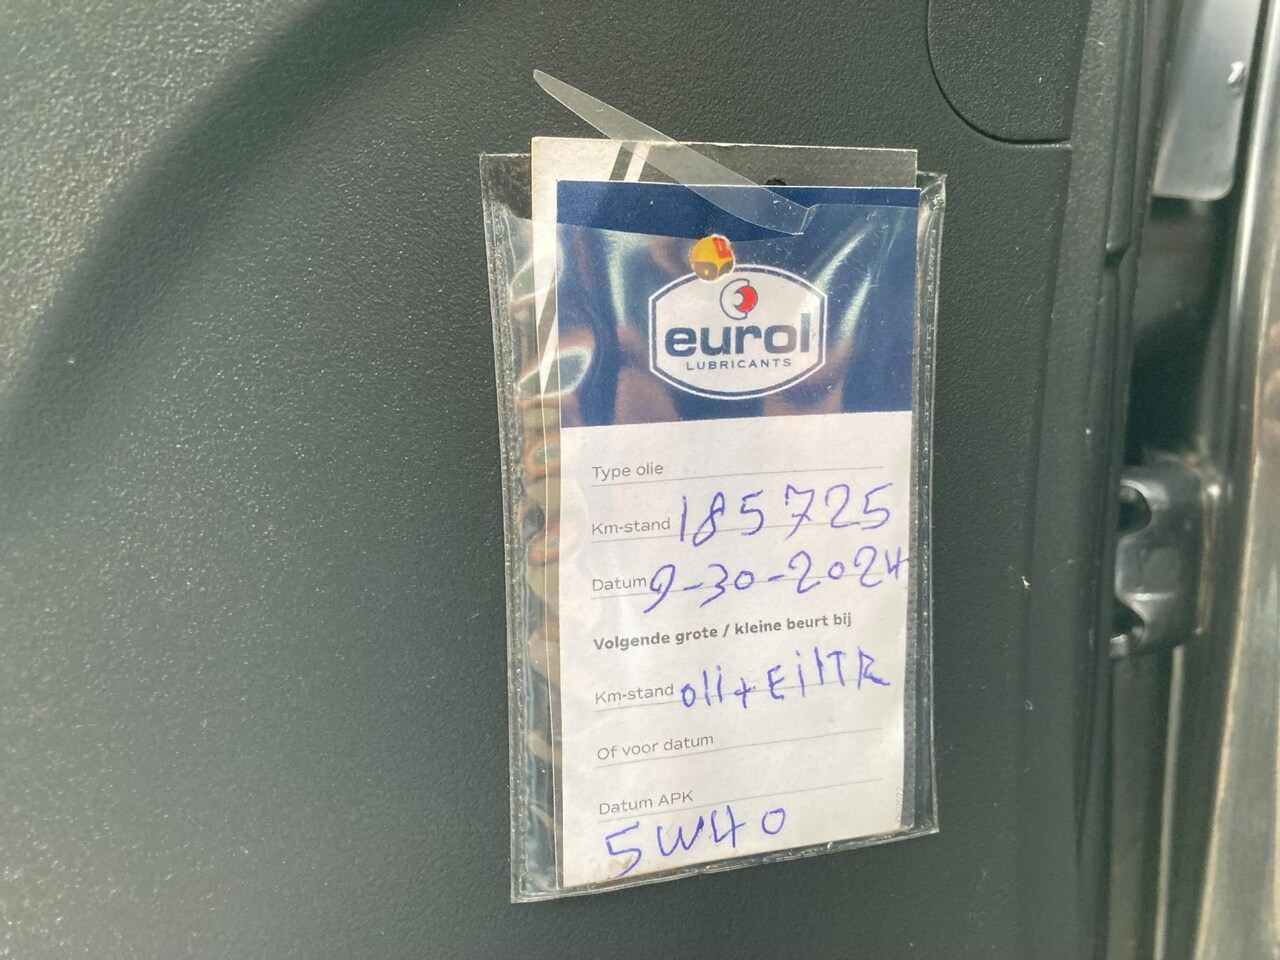 eurol
LUBRICANTS
Type olie
Km-stand 185725
Datum 9-30-2024
Volgende grote / kleine beurt bij
Km-stand oli + EilTR
Of voor datum
Datum APK
5W40